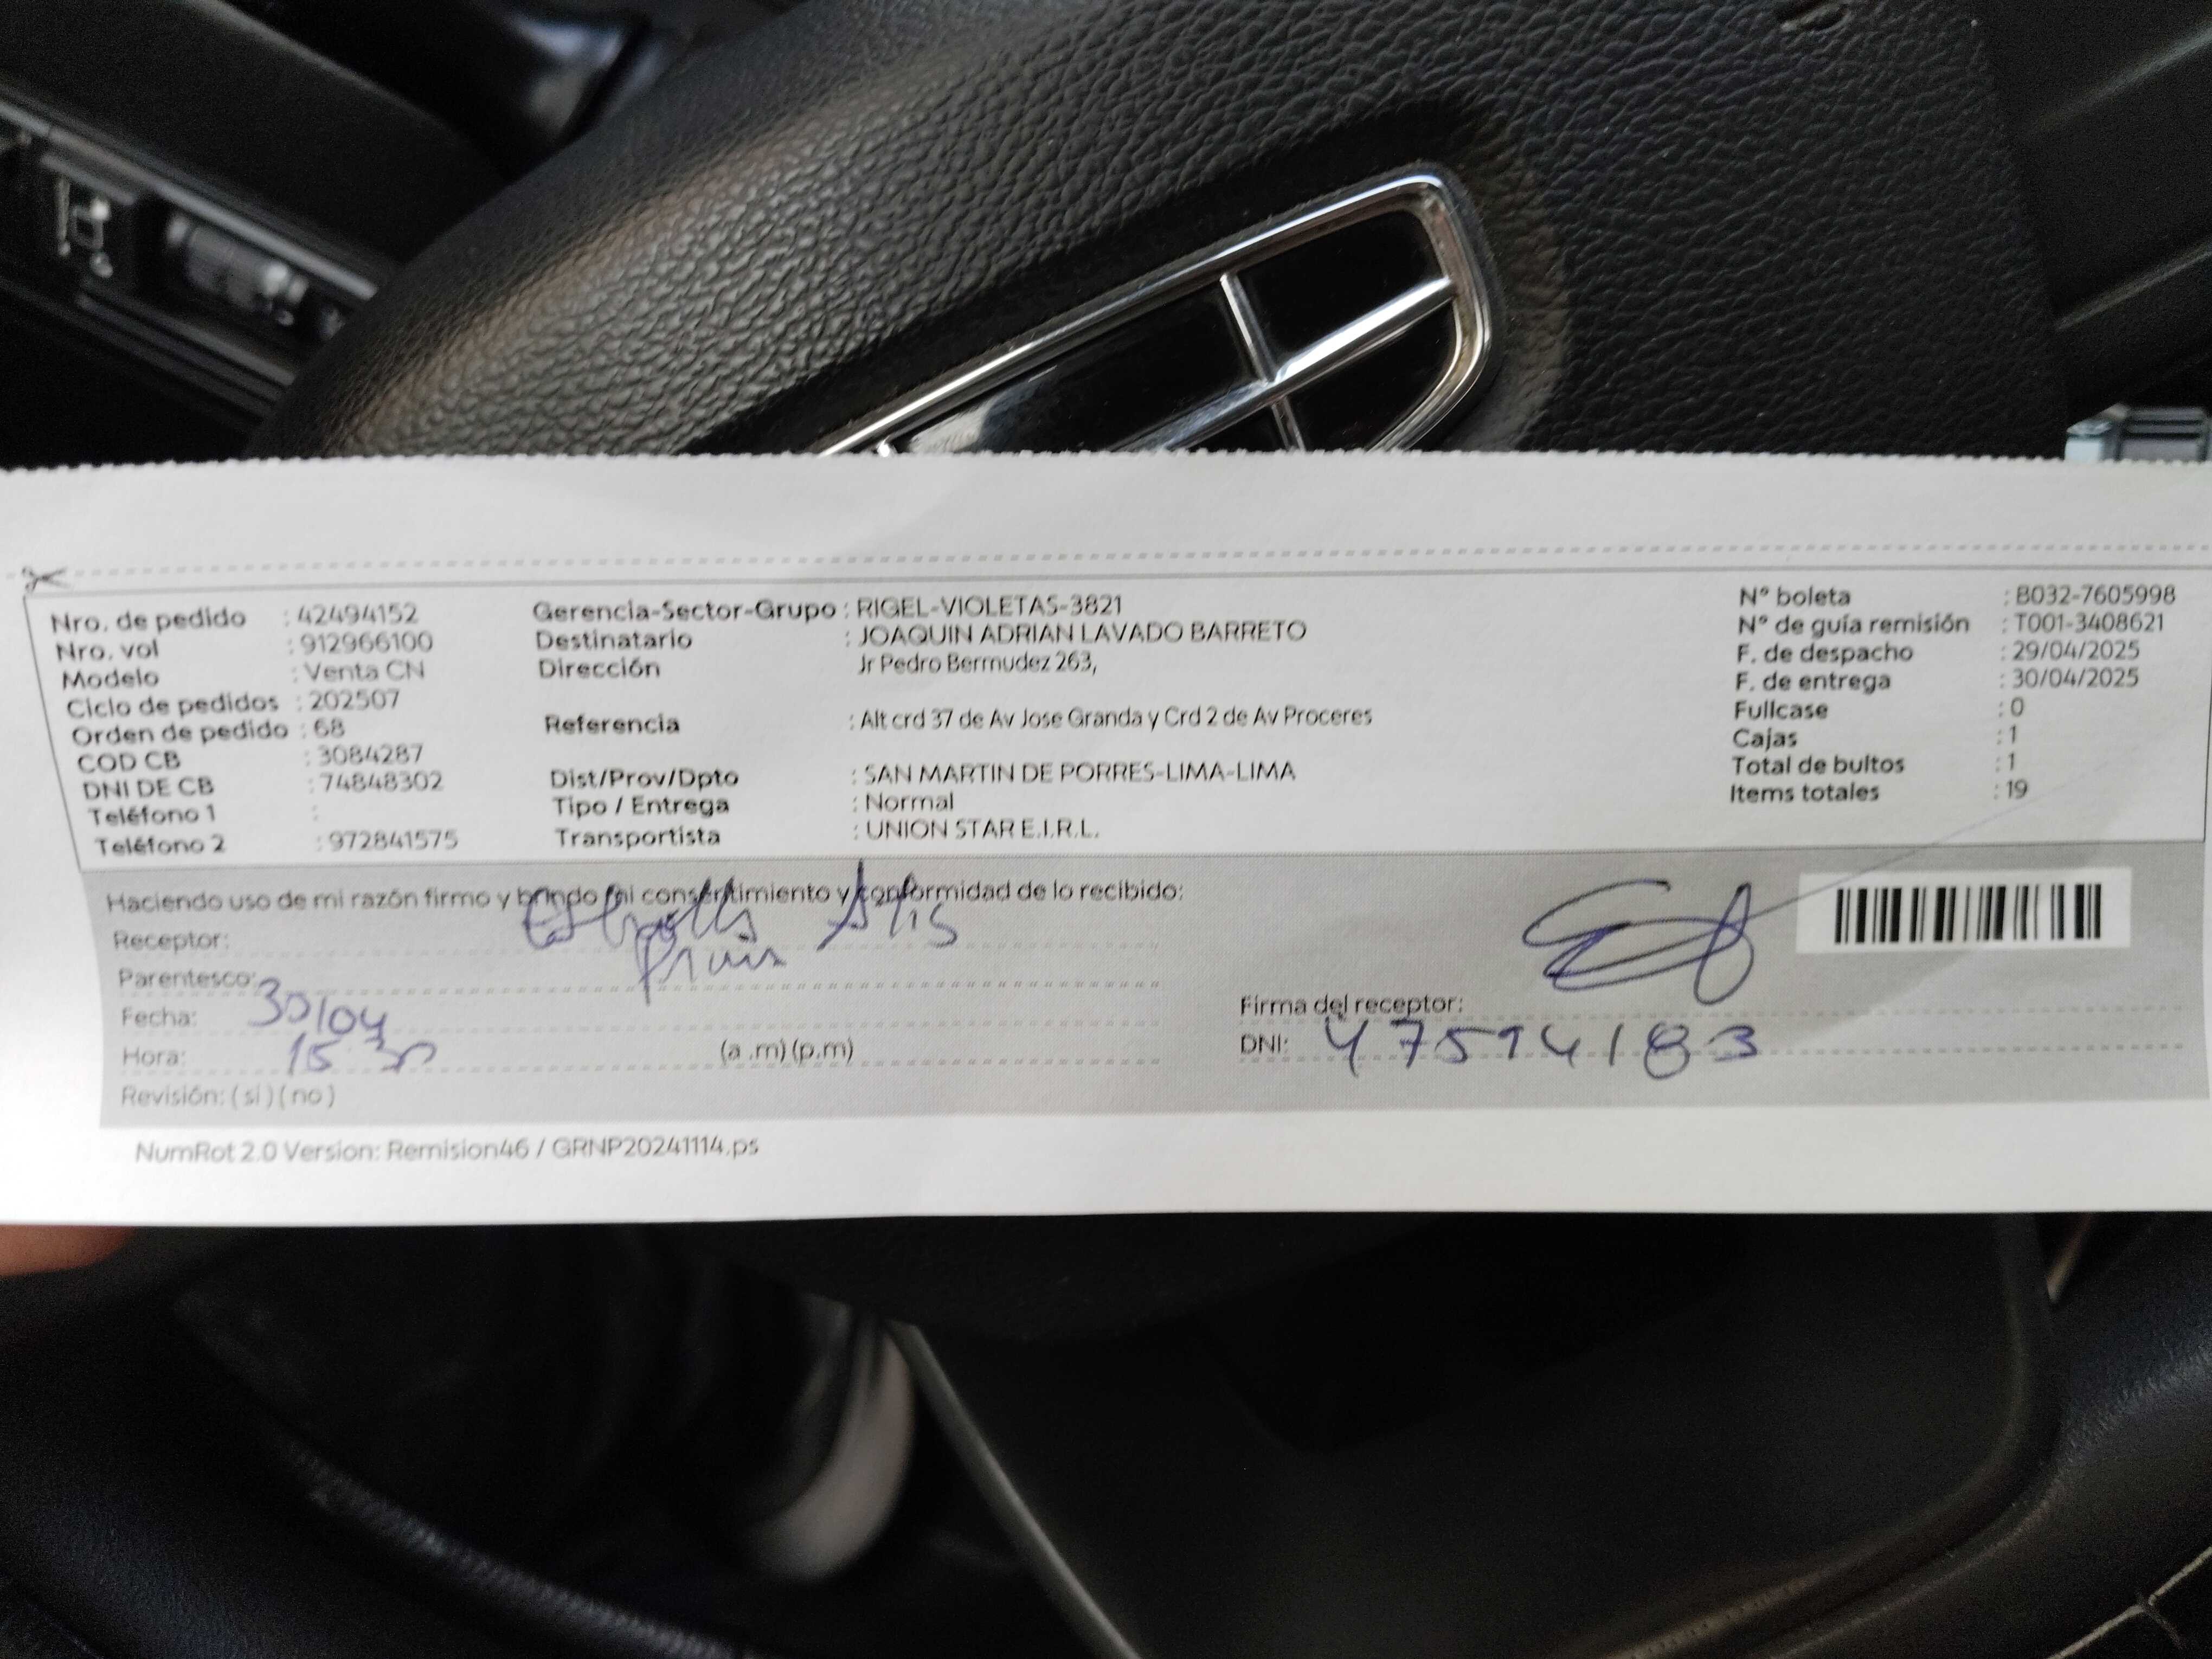 Nro. de pedido : 42494152
Nro. vol : 912966100
Modelo : Venta CN
Ciclo de pedidos : 202507
Orden de pedido : 68
COD CB : 3084287
DNI DE CB : 74848302
Teléfono 1 :
Teléfono 2 : 972841575
Gerencia-Sector-Grupo : RIGEL-VIOLETAS-3821
Destinatario : JOAQUIN ADRIAN LAVADO BARRETO
Dirección Jr Pedro Bermudez 263,
Referencia : Alt crd 37 de Av Jose Granda y Crd 2 de Av Proceres
Dist/Prov/Dpto : SAN MARTIN DE PORRES-LIMA-LIMA
Tipo / Entrega : Normal
Transportista : UNION STAR E.I.R.L.
N° boleta : B032-7605998
N° de guía remisión : T001-3408621
F. de despacho : 29/04/2025
F. de entrega : 30/04/2025
Fullcase : 0
Cajas : 1
Total de bultos : 1
Items totales : 19
Haciendo uso de mi razón firmo y brindo mi consentimiento y conformidad de lo recibido:
Receptor:
Parentesco:
Fecha: 30/04
Hora: 15 30 (a .m) (p.m)
Revisión: ( si ) ( no )
Firma del receptor:
DNI: 47594183
NumRot 2.0 Version: Remision46 / GRNP20241114.ps